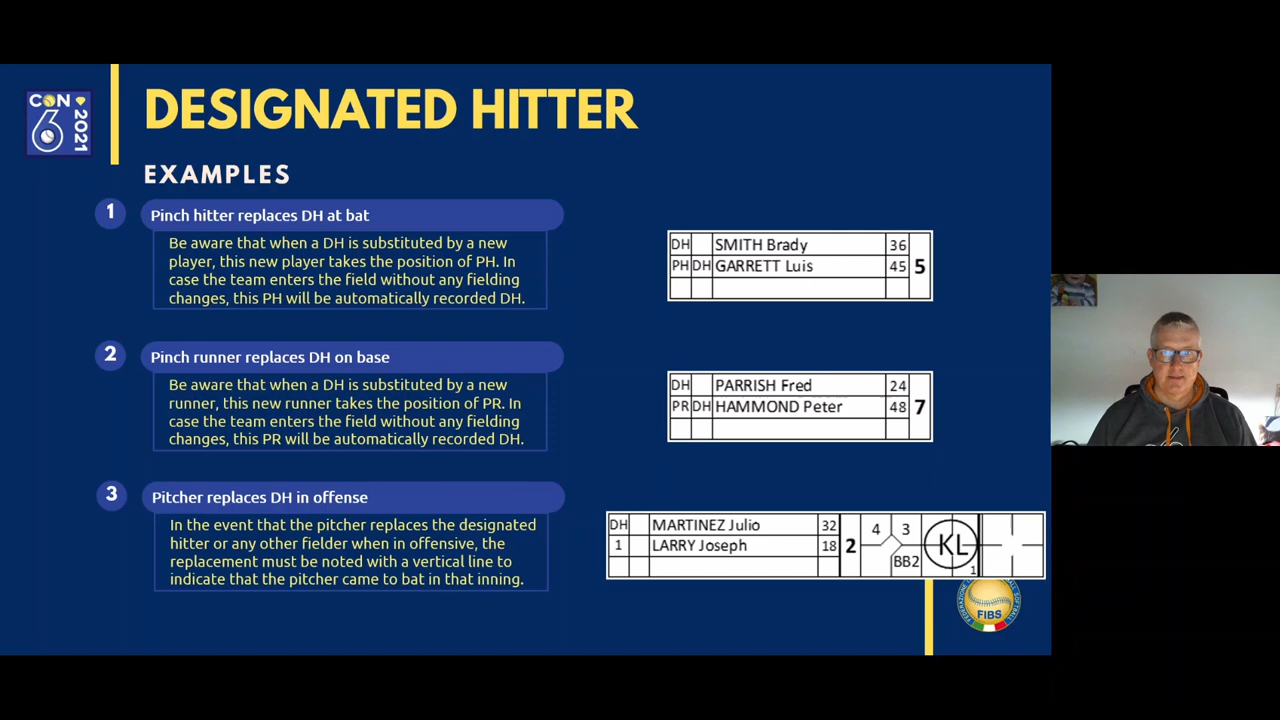 CON
6
2021
DESIGNATED HITTER
EXAMPLES
1
Pinch hitter replaces DH at bat
Be aware that when a DH is substituted by a new
player, this new player takes the position of PH. In
case the team enters the field without any fielding
changes, this PH will be automatically recorded DH.
DH SMITH Brady 36
PH DH GARRETT Luis 45 5
2
Pinch runner replaces DH on base
Be aware that when a DH is substituted by a new
runner, this new runner takes the position of PR. In
case the team enters the field without any fielding
changes, this PR will be automatically recorded DH.
DH PARRISH Fred 24
PR DH HAMMOND Peter 48 7
3
Pitcher replaces DH in offense
In the event that the pitcher replaces the designated
hitter or any other fielder when in offensive, the
replacement must be noted with a vertical line to
indicate that the pitcher came to bat in that inning.
DH MARTINEZ Julio 32
1 LARRY Joseph 18 2
4 3
BB2
KL
1
FIBS